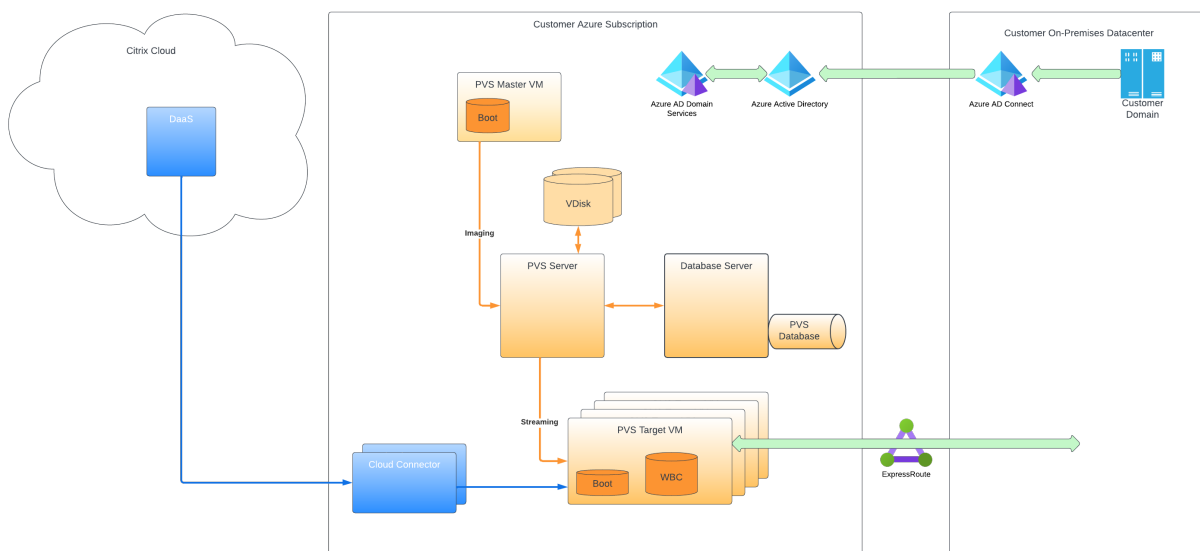 Customer Azure Subscription
Customer On-Premises Datacenter
Citrix Cloud
DaaS
PVS Master VM
Boot
Azure AD Domain
Services
Azure Active Directory
Azure AD Connect
Customer
Domain
VDisk
Imaging
PVS Server
Database Server
PVS
Database
Streaming
PVS Target VM
Cloud Connector
Boot
WBC
ExpressRoute